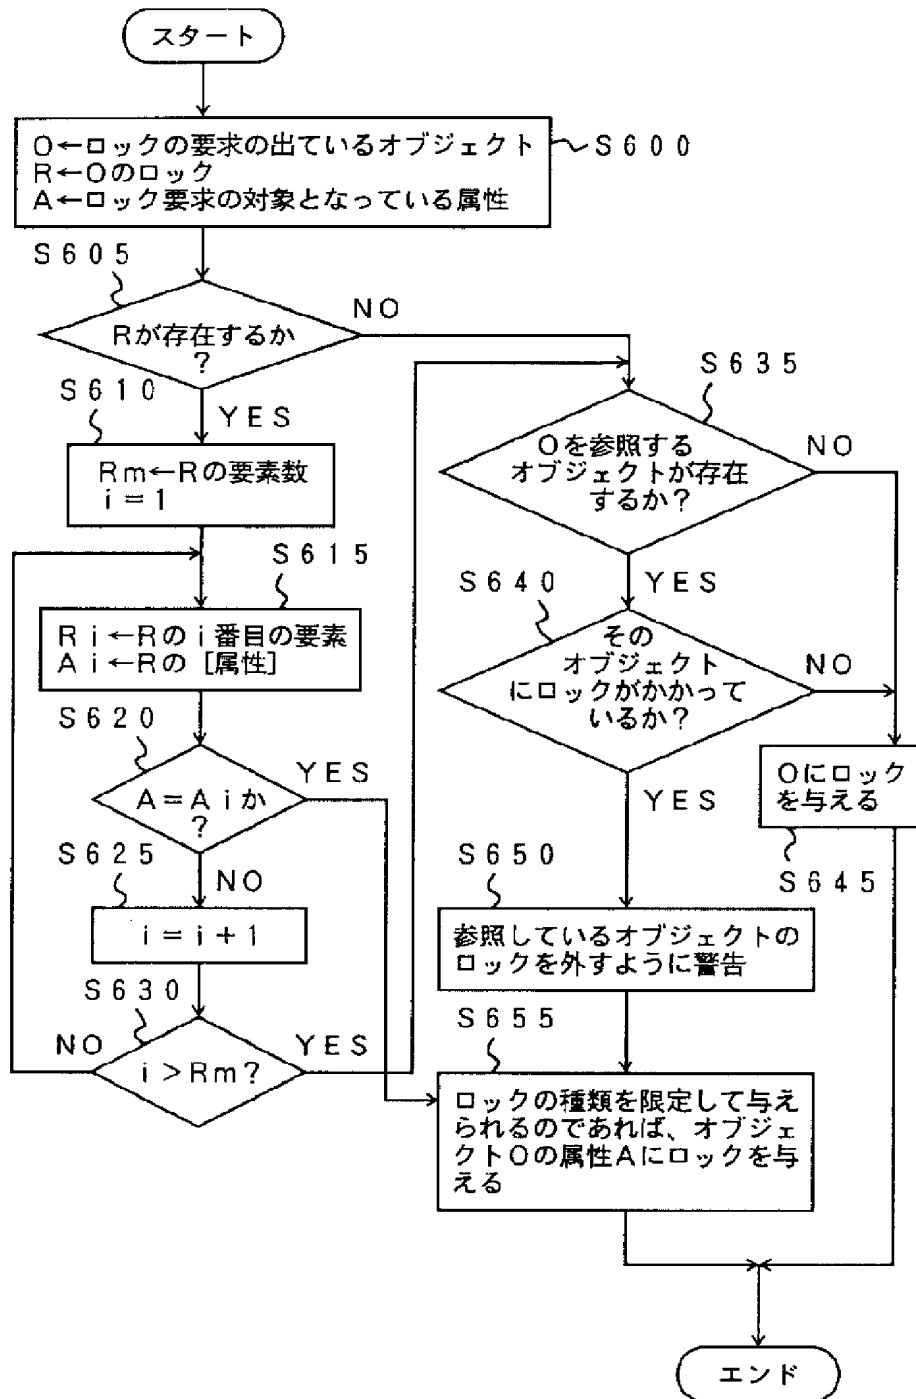 スタート
O←ロックの要求の出ているオブジェクト
R←Oのロック
A←ロック要求の対象となっている属性
S600
S605
Rが存在するか
?
NO
YES
S610
Rm←Rの要素数
i=1
S615
Ri←Rのi番目の要素
Ai←Rの[属性]
S620
A=Aiか
?
YES
NO
S625
i=i+1
S630
i>Rm?
NO
YES
S635
Oを参照する
オブジェクトが存在
するか?
NO
YES
S640
その
オブジェクト
にロックがかかって
いるか?
NO
YES
Oにロック
を与える
S645
S650
参照しているオブジェクトの
ロックを外すように警告
S655
ロックの種類を限定して与え
られるのであれば、オブジェ
クトOの属性Aにロックを与
える
エンド